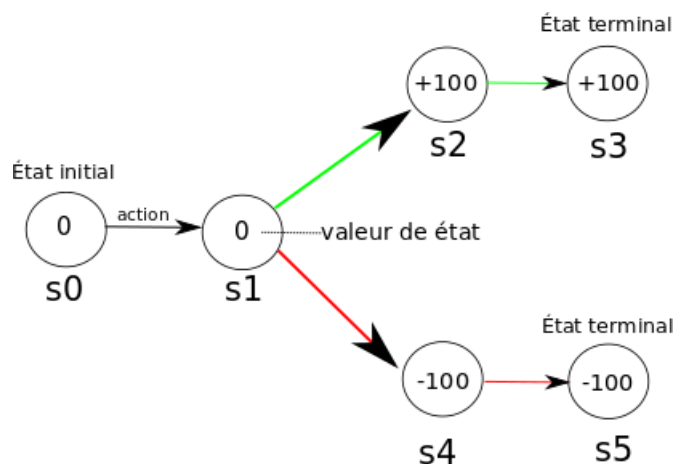 État terminal
+100
+100
s2
s3
État initial
0
action
0
valeur de état
s0
s1
État terminal
-100
-100
s4
s5